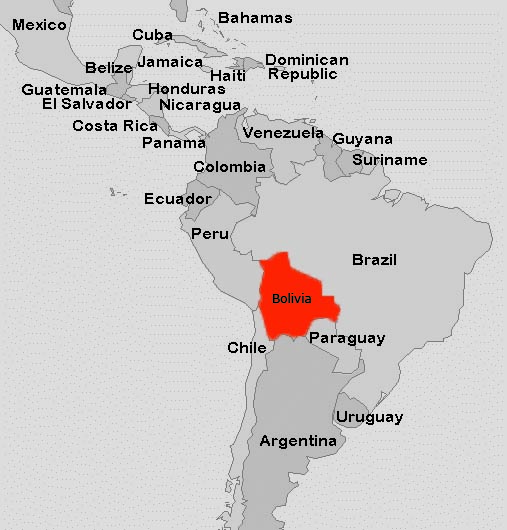 Bahamas
Mexico
Cuba
Jamaica
Dominican
Republic
Haiti
Belize
Guatemala
Honduras
El Salvador
Nicaragua
Costa Rica
Panama
Venezuela
Guyana
Suriname
Colombia
Ecuador
Peru
Brazil
Bolivia
Paraguay
Chile
Uruguay
Argentina